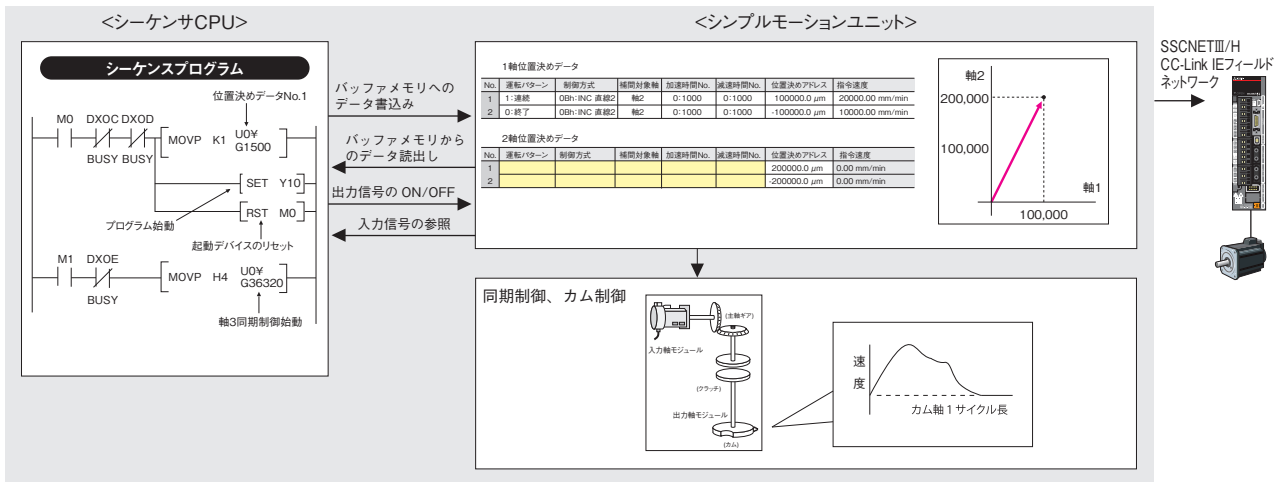 <シーケンサCPU>
シーケンスプログラム
位置決めデータNo.1
M0 DX0C DX0D
MOVP K1 U0¥
G1500
BUSY BUSY
SET Y10
RST M0
プログラム始動
起動デバイスのリセット
M1 DX0E
MOVP H4 U0¥
G36320
BUSY
軸3同期制御始動
バッファメモリへの
データ書込み
バッファメモリから
のデータ読出し
出力信号の ON/OFF
入力信号の参照
<シンプルモーションユニット>
1軸位置決めデータ
No. 運転パターン 制御方式 補間対象軸 加速時間No. 減速時間No. 位置決めアドレス 指令速度
1 1:連続 0Bh:INC 直線2 軸2 0:1000 0:1000 100000.0 μm 20000.00 mm/min
2 0:終了 0Bh:INC 直線2 軸2 0:1000 0:1000 -100000.0 μm 10000.00 mm/min
2軸位置決めデータ
No. 運転パターン 制御方式 補間対象軸 加速時間No. 減速時間No. 位置決めアドレス 指令速度
1 200000.0 μm 0.00 mm/min
2 -200000.0 μm 0.00 mm/min
軸2
200,000
100,000
軸1
100,000
同期制御、カム制御
(主軸ギア)
入力軸モジュール
(クラッチ)
出力軸モジュール
(カム)
速
度
カム軸1サイクル長
SSCNETⅢ/H
CC-Link IEフィールド
ネットワーク